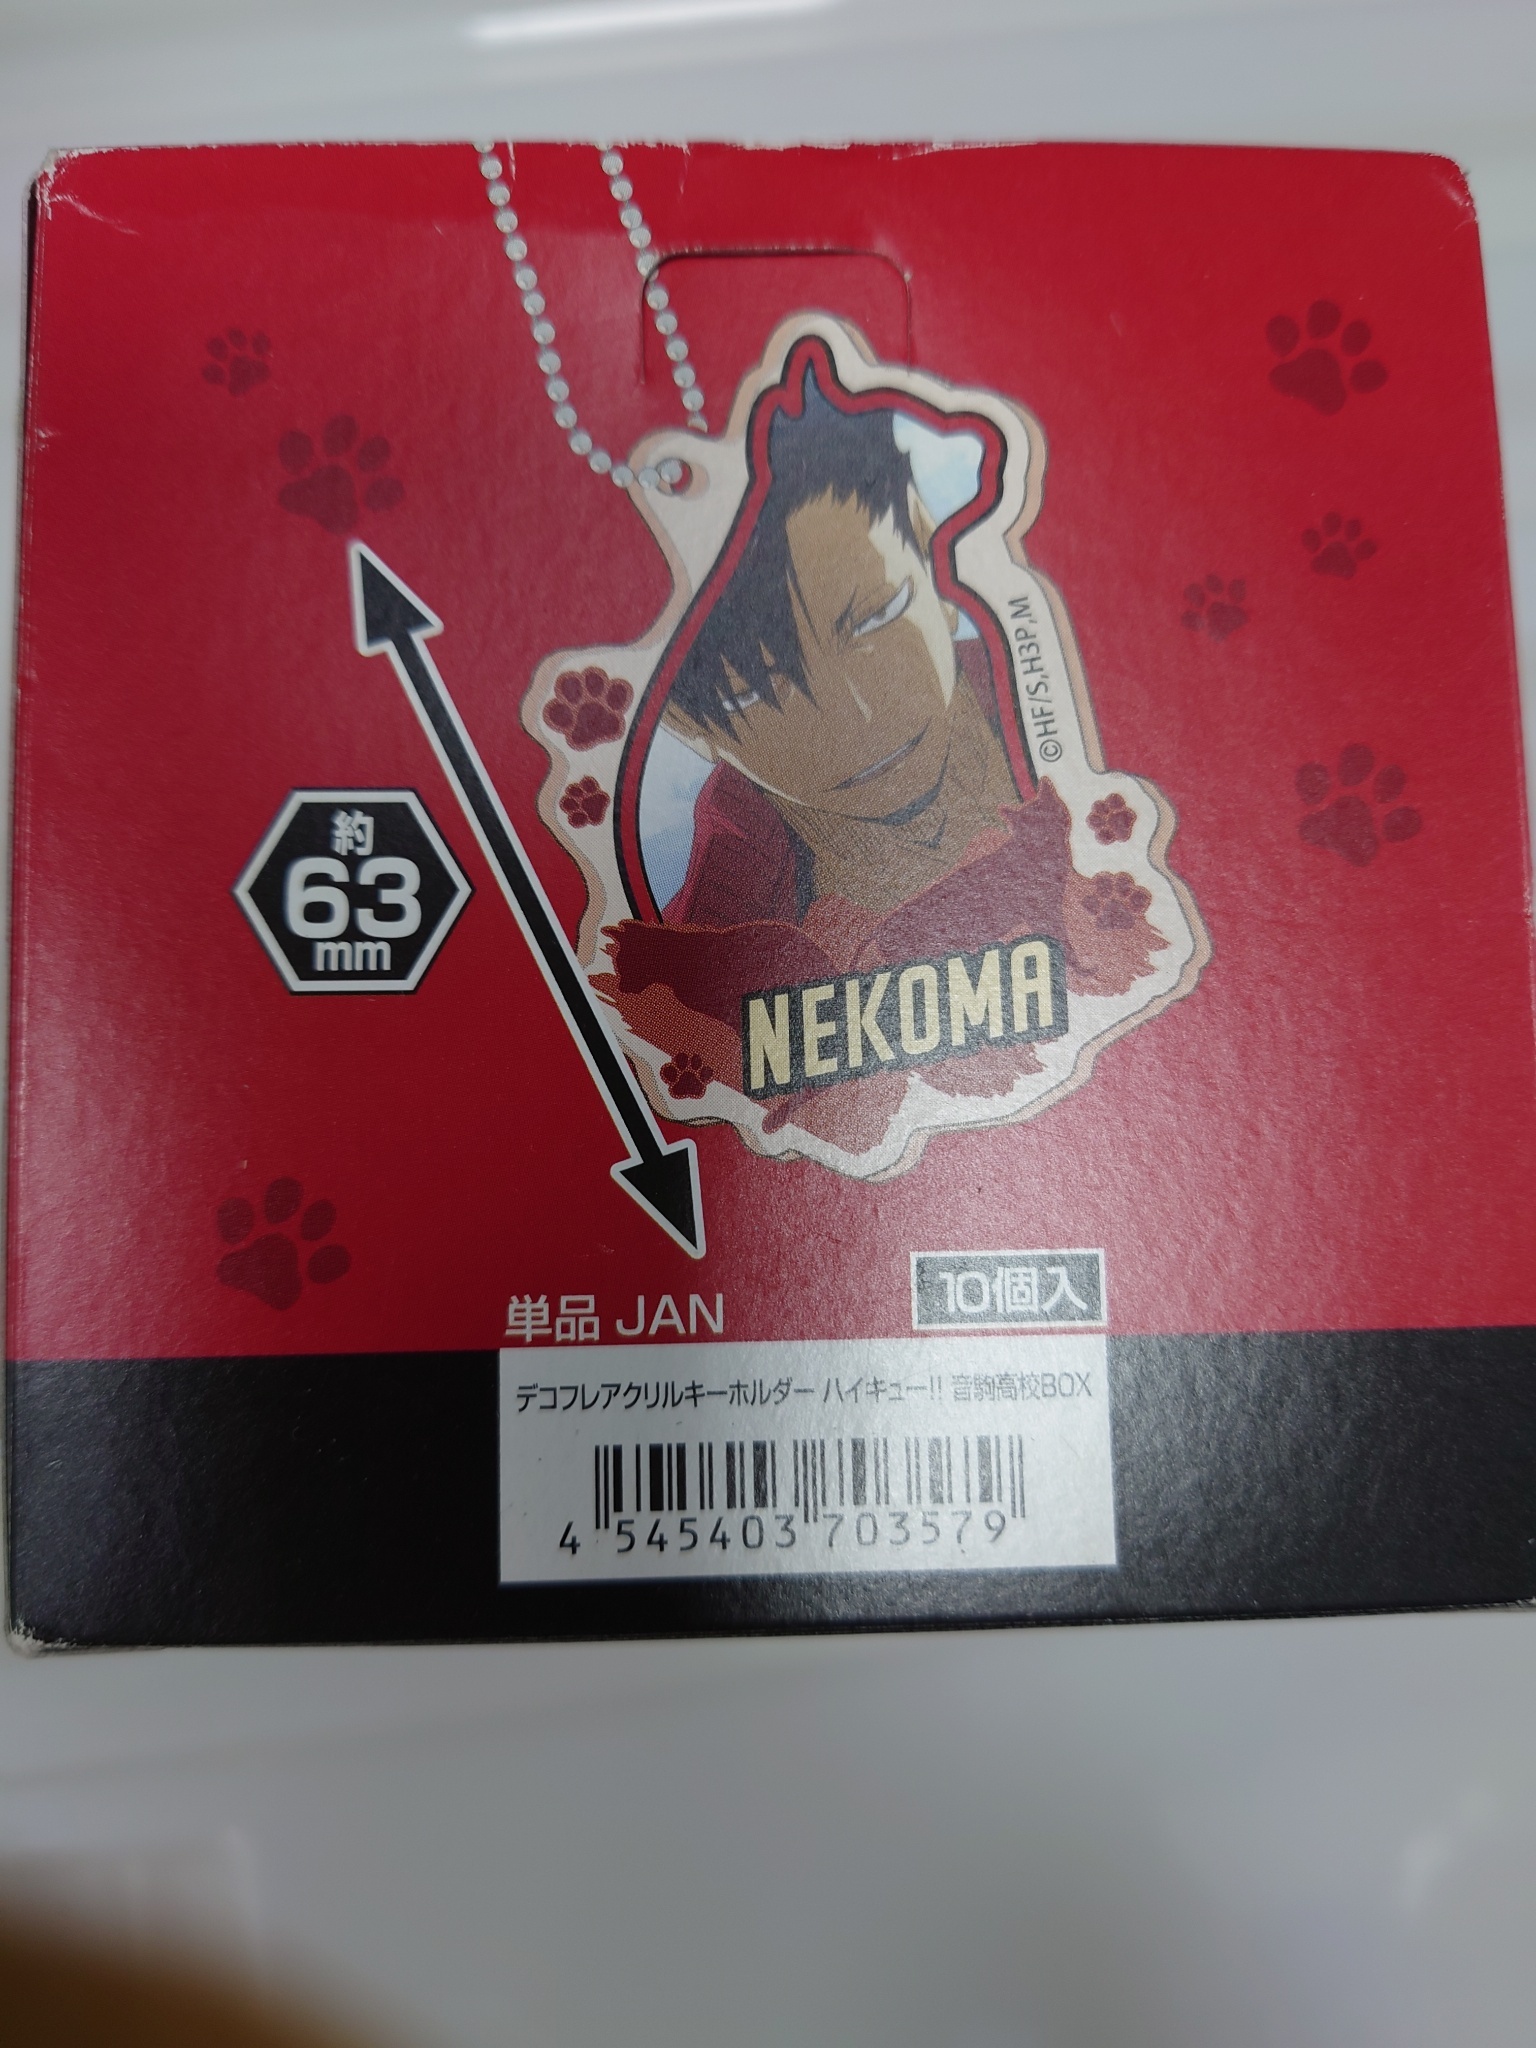 ©HF/S,H3P,M
約
63
mm
NEKOMA
10個入
単品 JAN
デコフレアクリルキーホルダー ハイキュー!! 音駒高校BOX
4 545403 703579